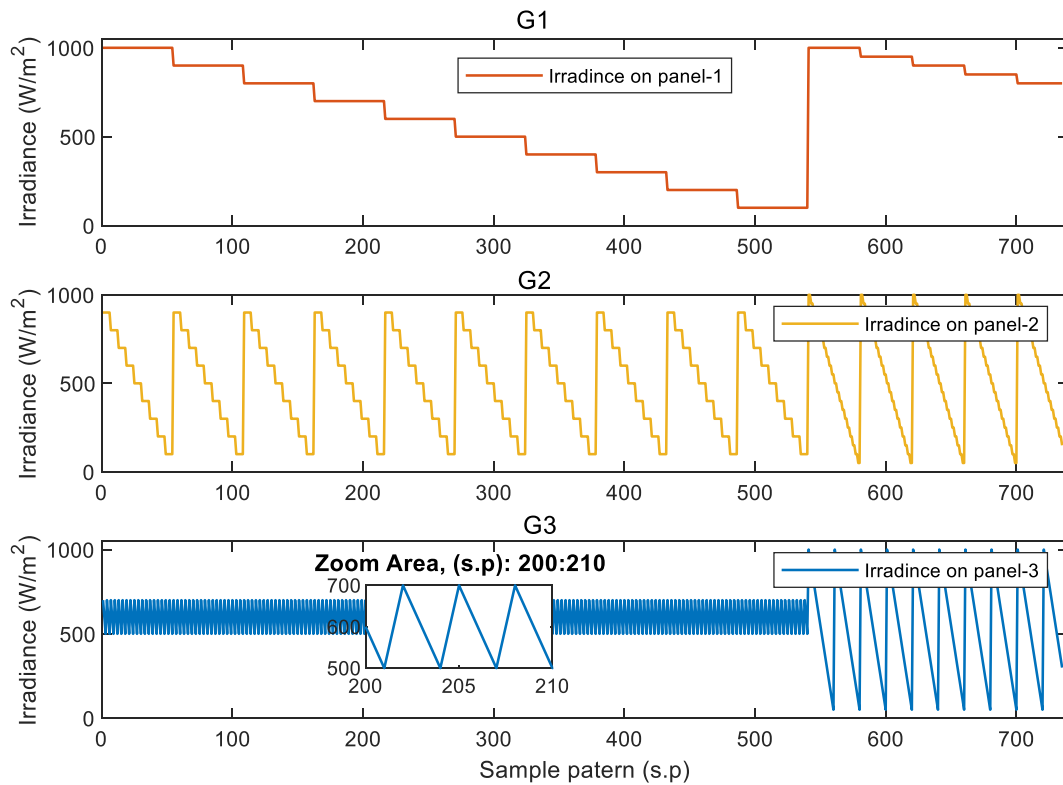 G1
Irradiance (W/m²)
1000
500
0
Irradince on panel-1
0 100 200 300 400 500 600 700
G2
Irradiance (W/m²)
1000
500
0
Irradince on panel-2
0 100 200 300 400 500 600 700
G3
Irradiance (W/m²)
1000
500
0
Zoom Area, (s.p): 200:210
700
600
500
200 205 210
Irradince on panel-3
0 100 200 300 400 500 600 700
Sample patern (s.p)